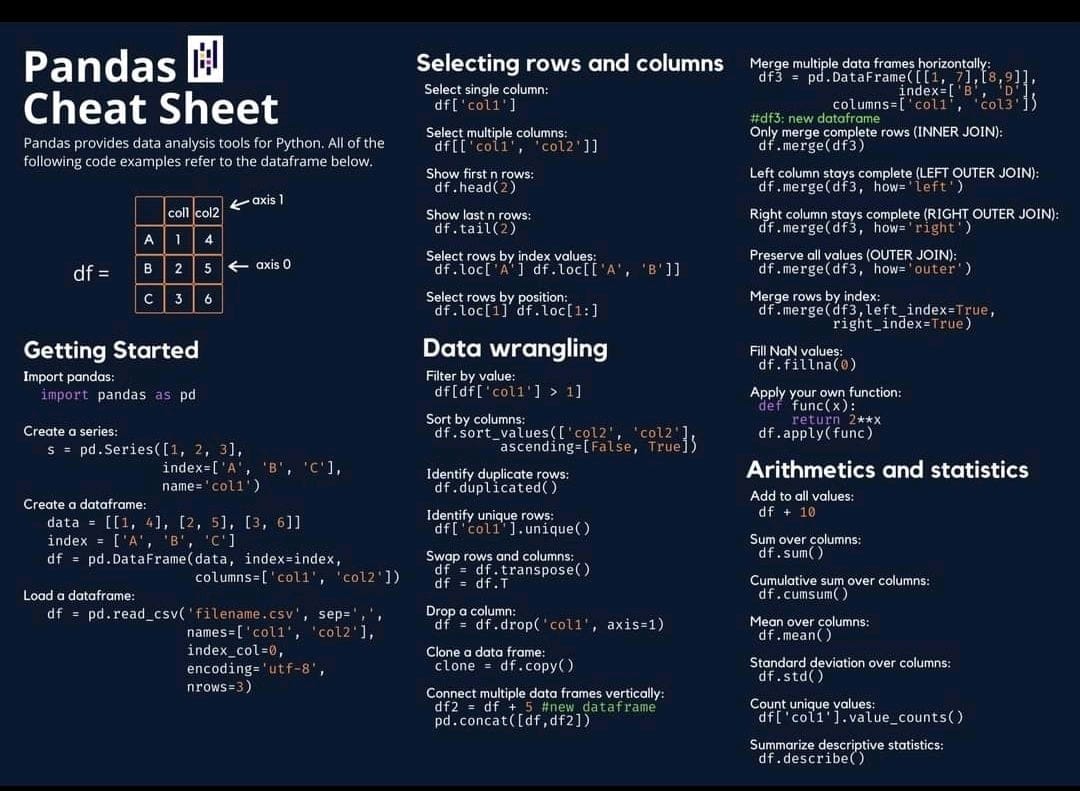 Pandas
Cheat Sheet
Pandas provides data analysis tools for Python. All of the
following code examples refer to the dataframe below.
axis 1
col1 col2
A 1 4
df =
B 2 5
axis 0
C 3 6
Getting Started
Import pandas:
import pandas as pd
Create a series:
s = pd.Series([1, 2, 3],
index=['A', 'B', 'C'],
name='col1')
Create a dataframe:
data = [[1, 4], [2, 5], [3, 6]]
index = ['A', 'B', 'C']
df = pd.DataFrame(data, index=index,
columns=['col1', 'col2'])
Load a dataframe:
df = pd.read_csv('filename.csv', sep=',',
names=['col1', 'col2'],
index_col=0,
encoding='utf-8',
nrows=3)
Selecting rows and columns
Select single column:
df['col1']
Select multiple columns:
df[['col1', 'col2']]
Show first n rows:
df.head(2)
Show last n rows:
df.tail(2)
Select rows by index values:
df.loc['A'] df.loc[['A', 'B']]
Select rows by position:
df.loc[1] df.loc[1:]
Data wrangling
Filter by value:
df[df['col1'] > 1]
Sort by columns:
df.sort_values(['col2', 'col2'],
ascending=[False, True])
Identify duplicate rows:
df.duplicated()
Identify unique rows:
df['col1'].unique()
Swap rows and columns:
df = df.transpose()
df = df.T
Drop a column:
df = df.drop('col1', axis=1)
Clone a data frame:
clone = df.copy()
Connect multiple data frames vertically:
df2 = df + 5 #new dataframe
pd.concat([df,df2])
Merge multiple data frames horizontally:
df3 = pd.DataFrame([[1, 7],[8,9]],
index=['B', 'D'],
columns=['col1', 'col3'])
#df3: new dataframe
Only merge complete rows (INNER JOIN):
df.merge(df3)
Left column stays complete (LEFT OUTER JOIN):
df.merge(df3, how='left')
Right column stays complete (RIGHT OUTER JOIN):
df.merge(df3, how='right')
Preserve all values (OUTER JOIN):
df.merge(df3, how='outer')
Merge rows by index:
df.merge(df3,left_index=True,
right_index=True)
Fill NaN values:
df.fillna(0)
Apply your own function:
def func(x):
return 2**x
df.apply(func)
Arithmetics and statistics
Add to all values:
df + 10
Sum over columns:
df.sum()
Cumulative sum over columns:
df.cumsum()
Mean over columns:
df.mean()
Standard deviation over columns:
df.std()
Count unique values:
df['col1'].value_counts()
Summarize descriptive statistics:
df.describe()